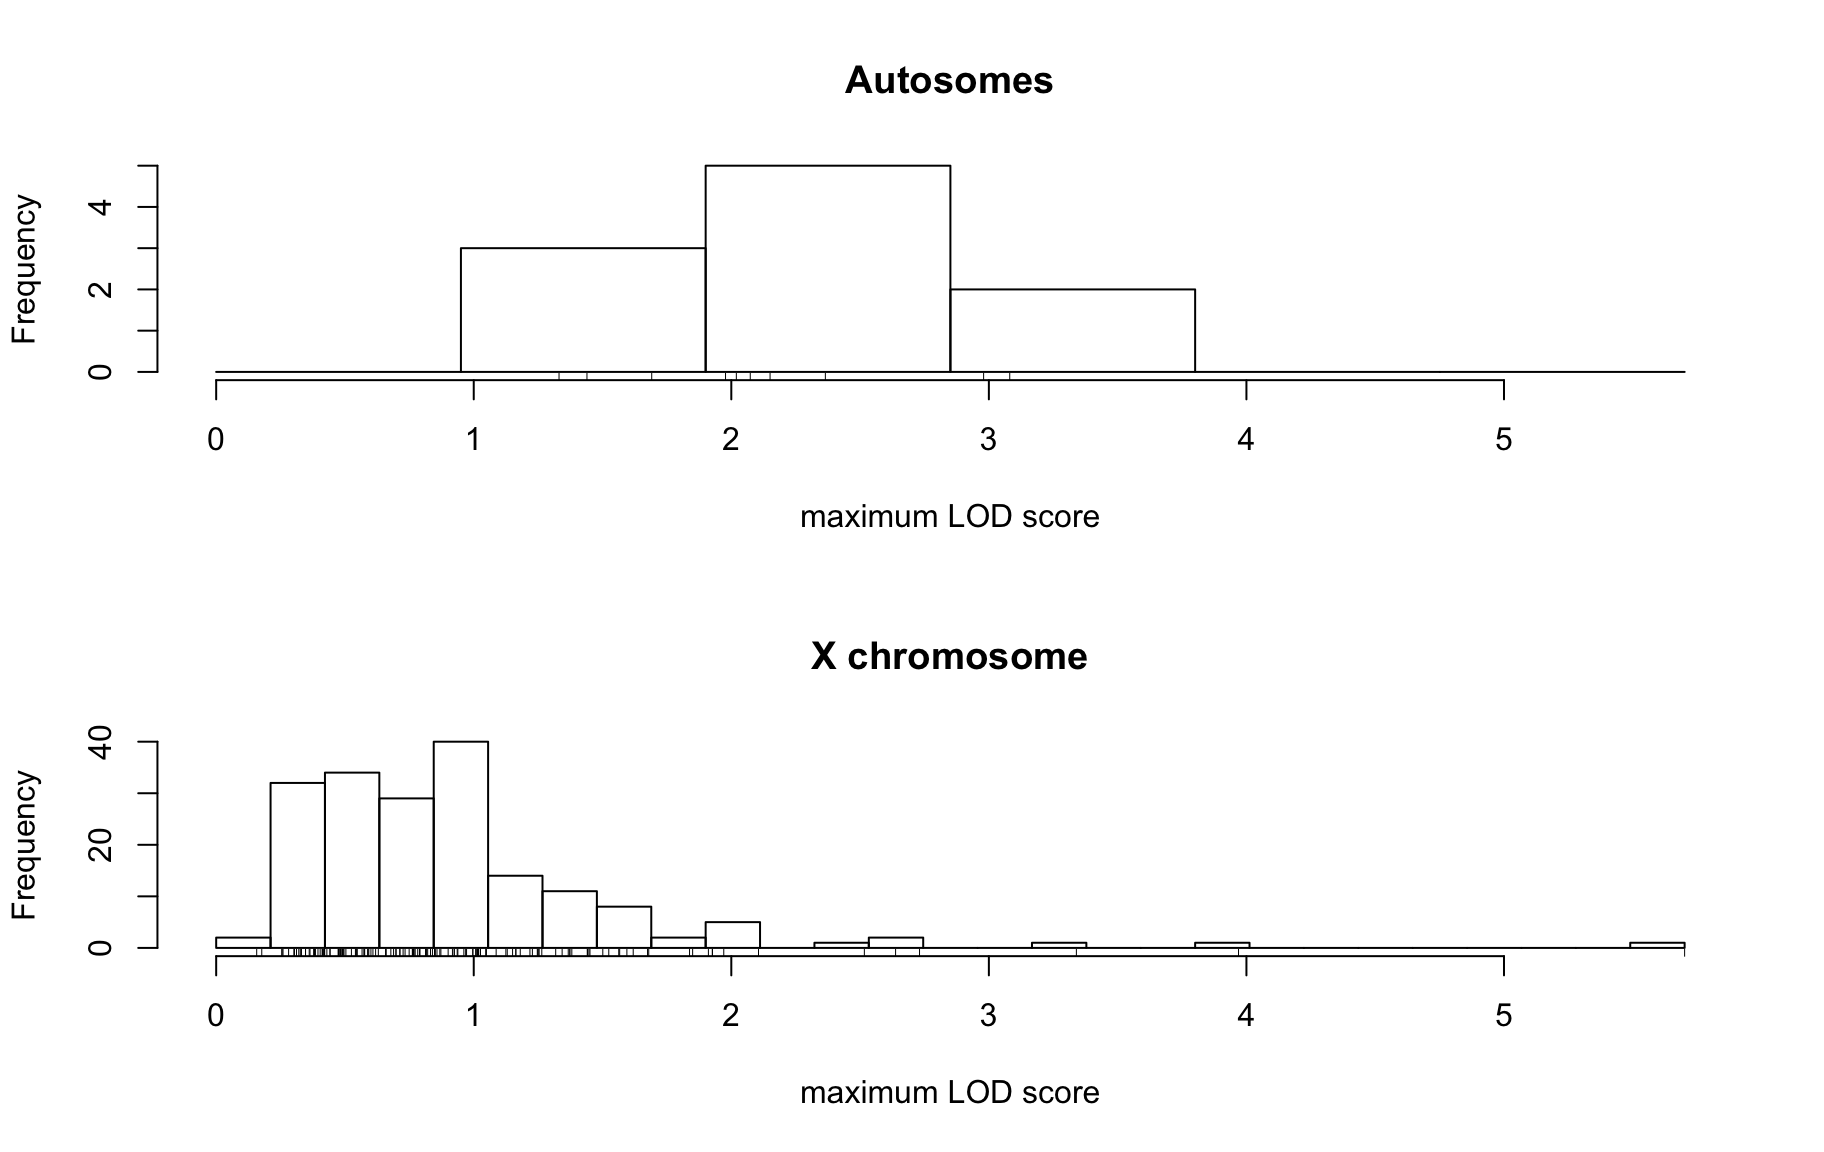 Autosomes
Frequency
4
2
0
0 1 2 3 4 5
maximum LOD score
X chromosome
Frequency
40
20
0
0 1 2 3 4 5
maximum LOD score